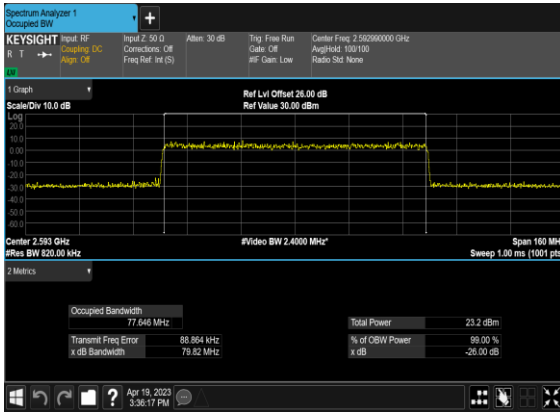 Spectrum Analyzer 1
Occupied BW
+
KEYSIGHT Input: RF Input Z: 50 Ω Atten: 30 dB Trig: Free Run Center Freq: 2.592990000 GHz
R T Coupling: DC Corrections: Off Gate: Off Avg|Hold: 100/100
Align: Off Freq Ref: Int (S) #IF Gain: Low Radio Std: None
LXI
1 Graph
Ref Lvl Offset 26.00 dB
Scale/Div 10.0 dB Ref Value 30.00 dBm
Log
20.0
10.0
0.00
-10.0
-20.0
-30.0
-40.0
-50.0
-60.0
Center 2.593 GHz #Video BW 2.4000 MHz* Span 160 MH
#Res BW 820.00 kHz Sweep 1.00 ms (1001 pts
2 Metrics
Occupied Bandwidth
77.646 MHz Total Power 23.2 dBm
Transmit Freq Error 88.864 kHz % of OBW Power 99.00 %
x dB Bandwidth 79.82 MHz x dB -26.00 dB
? Apr 19, 2023
3:36:17 PM